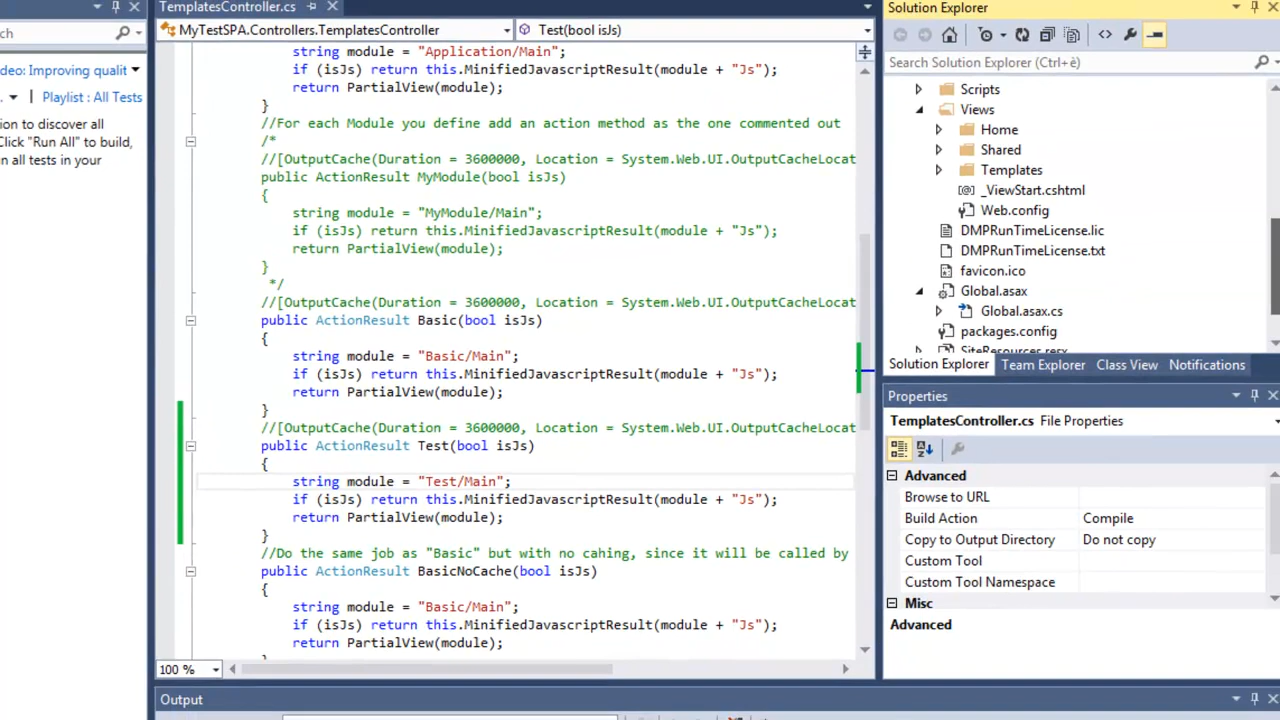 TemplatesController.cs
Solution Explorer
MyTestSPA.Controllers.TemplatesController
Test(bool isJs)
ch
deo: Improving qualit
Playlist : All Tests
ion to discover all
Click "Run All" to build,
n all tests in your
string module = "Application/Main";
if (isJs) return this.MinifiedJavascriptResult(module + "Js");
return PartialView(module);
}
//For each Module you define add an action method as the one commented out
/*
//[OutputCache(Duration = 3600000, Location = System.Web.UI.OutputCacheLocat
public ActionResult MyModule(bool isJs)
{
string module = "MyModule/Main";
if (isJs) return this.MinifiedJavascriptResult(module + "Js");
return PartialView(module);
}
*/
//[OutputCache(Duration = 3600000, Location = System.Web.UI.OutputCacheLocat
public ActionResult Basic(bool isJs)
{
string module = "Basic/Main";
if (isJs) return this.MinifiedJavascriptResult(module + "Js");
return PartialView(module);
}
//[OutputCache(Duration = 3600000, Location = System.Web.UI.OutputCacheLocat
public ActionResult Test(bool isJs)
{
string module = "Test/Main";
if (isJs) return this.MinifiedJavascriptResult(module + "Js");
return PartialView(module);
}
//Do the same job as "Basic" but with no cahing, since it will be called by
public ActionResult BasicNoCache(bool isJs)
{
string module = "Basic/Main";
if (isJs) return this.MinifiedJavascriptResult(module + "Js");
return PartialView(module);
}
100 %
Output
Search Solution Explorer (Ctrl+è)
Scripts
Views
Home
Shared
Templates
_ViewStart.cshtml
Web.config
DMPRunTimeLicense.lic
DMPRunTimeLicense.txt
favicon.ico
Global.asax
Global.asax.cs
packages.config
SiteResources.resx
Solution Explorer Team Explorer Class View Notifications
Properties
TemplatesController.cs File Properties
Advanced
Browse to URL
Build Action Compile
Copy to Output Directory Do not copy
Custom Tool
Custom Tool Namespace
Misc
Advanced